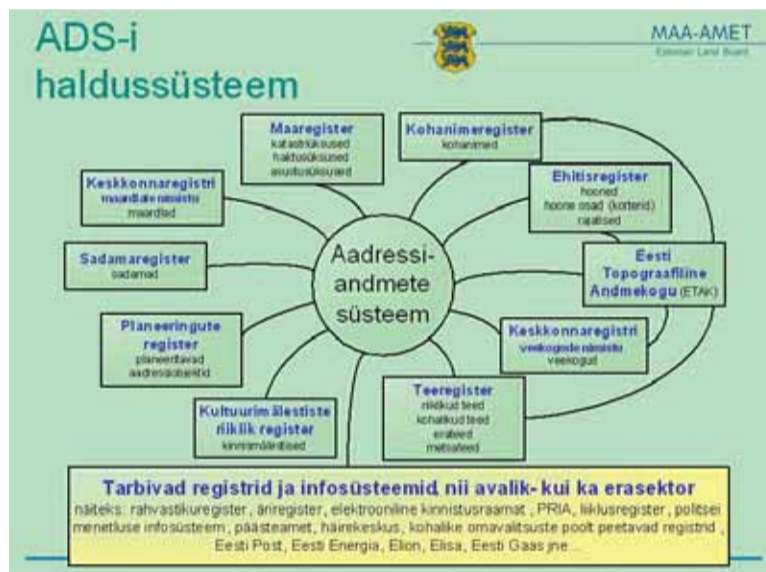 ADS-i
haldussüsteem
MAA-AMET
Estonian Land Board
Maaregister
katastriüksused
haldusüksused
asustusüksused
Kohanimeregister
kohanimed
Keskkonnaregistri
maardlate nimistu
maardlad
Ehitisregister
hooned
hoone osad (korterid)
rajatised
Sadamaregister
sadamad
Aadressi-
andmete
süsteem
Eesti
Topograafiline
Andmekogu (ETAK)
Planeeringute
register
planeeritavad
aadressiobjektid
Keskkonnaregistri
veekogude nimistu
veekogud
Kultuurimälestiste
riiklik register
kinnismälestised
Teeregister
riiklikud teed
kohalikud teed
erateed
metsateed
Tarbivad registrid ja infosüsteemid, nii avalik- kui ka erasektor
näiteks: rahvastikuregister, äriregister, elektrooniline kinnistusraamat, PRIA, liiklusregister, politsei
menetluse infosüsteem, päästeamet, häirekeskus, kohalike omavalitsuste poolt peetavad registrid,
Eesti Post, Eesti Energia, Elion, Elisa, Eesti Gaas jne...